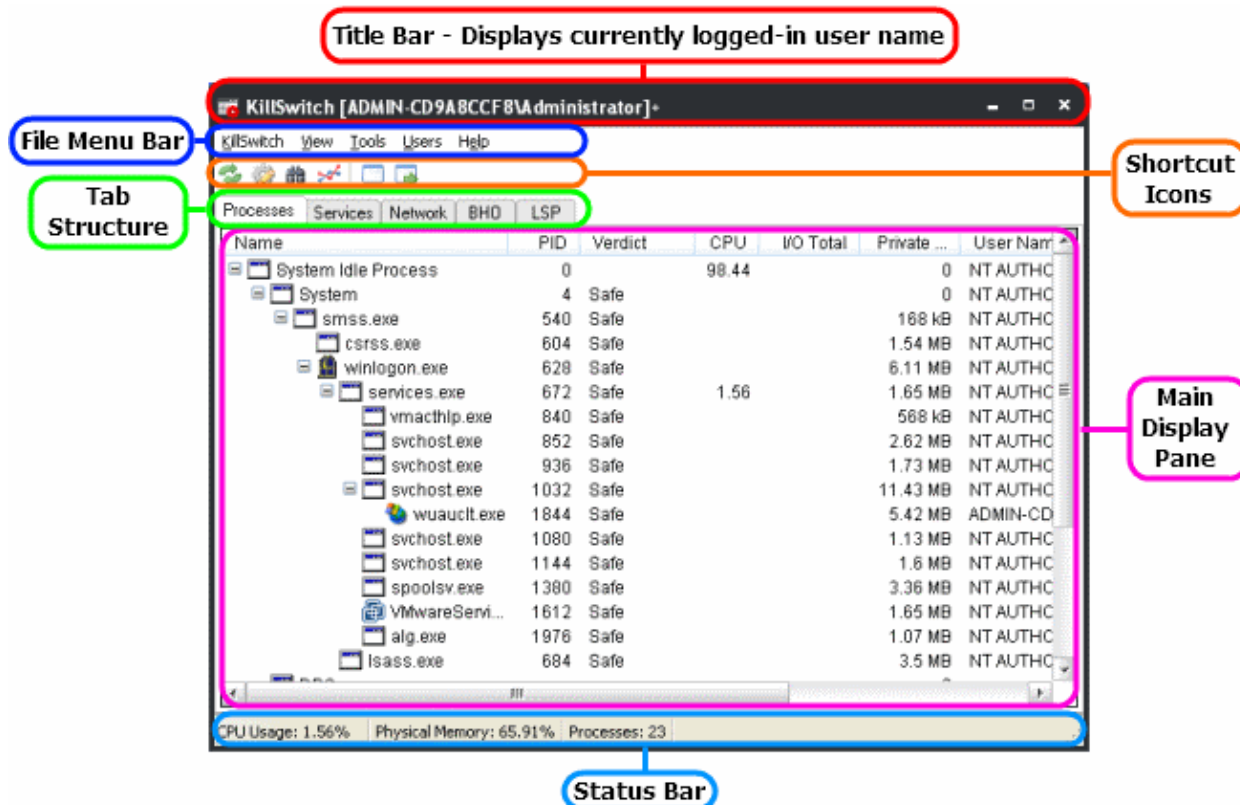 Title Bar - Displays currently logged-in user name
KillSwitch [ADMIN-CD9A8CCF8\Administrator]+
File Menu Bar
KillSwitch View Tools Users Help
Shortcut
Icons
Tab
Structure
Processes Services Network BHO LSP
Name PID Verdict CPU I/O Total Private ... User Nam
System Idle Process 0 98.44 0 NT AUTHO
System 4 Safe 0 NT AUTHO
smss.exe 540 Safe 168 kB NT AUTHO
csrss.exe 604 Safe 1.54 MB NT AUTHO
winlogon.exe 628 Safe 6.11 MB NT AUTHO
services.exe 672 Safe 1.56 1.65 MB NT AUTHO
vmacthlp.exe 840 Safe 568 kB NT AUTHO
svchost.exe 852 Safe 2.62 MB NT AUTHO
svchost.exe 936 Safe 1.73 MB NT AUTHO
svchost.exe 1032 Safe 11.43 MB NT AUTHO
wuauclt.exe 1844 Safe 5.42 MB ADMIN-CD
svchost.exe 1080 Safe 1.13 MB NT AUTHO
svchost.exe 1144 Safe 1.6 MB NT AUTHO
spoolsv.exe 1380 Safe 3.36 MB NT AUTHO
VMwareServi... 1612 Safe 1.65 MB NT AUTHO
alg.exe 1976 Safe 1.07 MB NT AUTHO
lsass.exe 684 Safe 3.5 MB NT AUTHO
Main
Display
Pane
CPU Usage: 1.56% Physical Memory: 65.91% Processes: 23
Status Bar